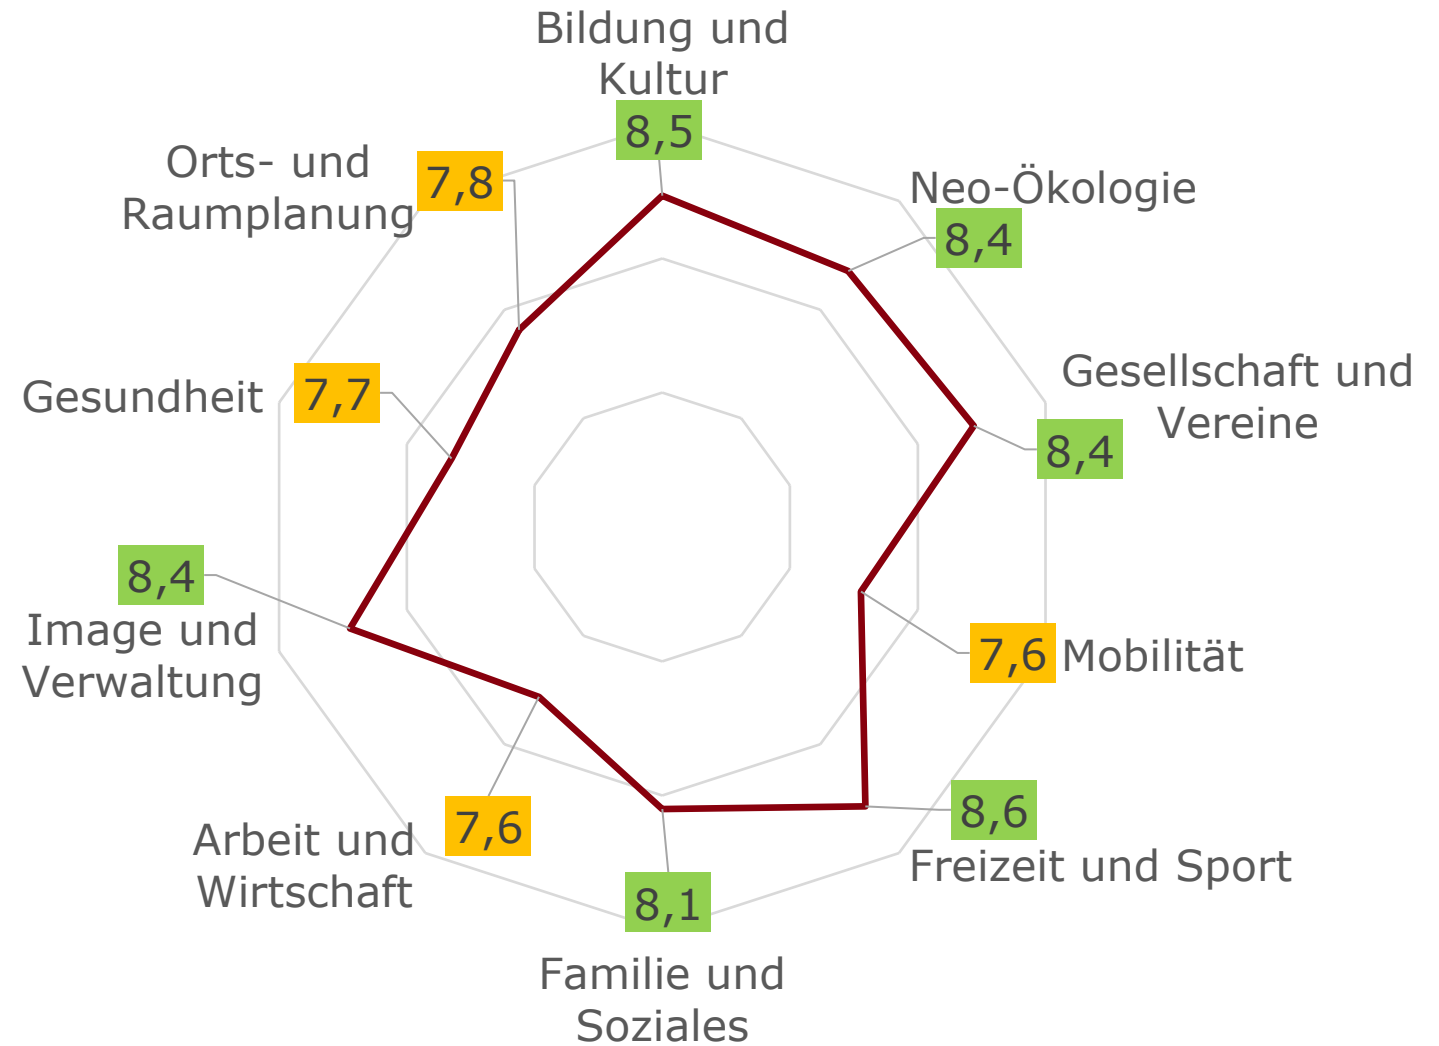 Bildung und
Kultur
8,5
Neo-Ökologie
8,4
Gesellschaft und
Vereine
8,4
Mobilität
7,6
Freizeit und Sport
8,6
Familie und
Soziales
8,1
Arbeit und
Wirtschaft
7,6
Image und
Verwaltung
8,4
Gesundheit
7,7
Orts- und
Raumplanung
7,8